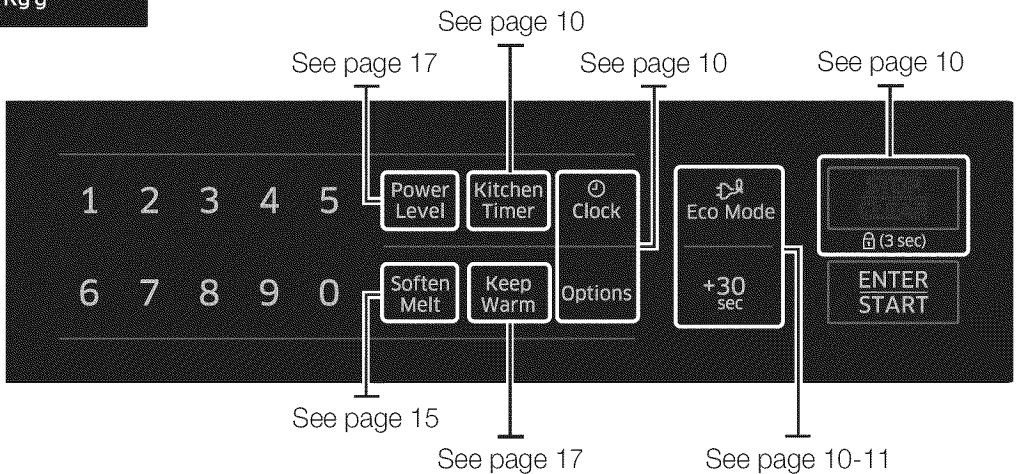 Kg g
See page 10
See page 17
See page 10
See page 10
1 2 3 4 5
Power
Level
Kitchen
Timer
Clock
Eco Mode
(3 sec)
6 7 8 9 0
Soften
Melt
Keep
Warm
Options
+30
sec
ENTER
START
See page 15
See page 17
See page 10-11